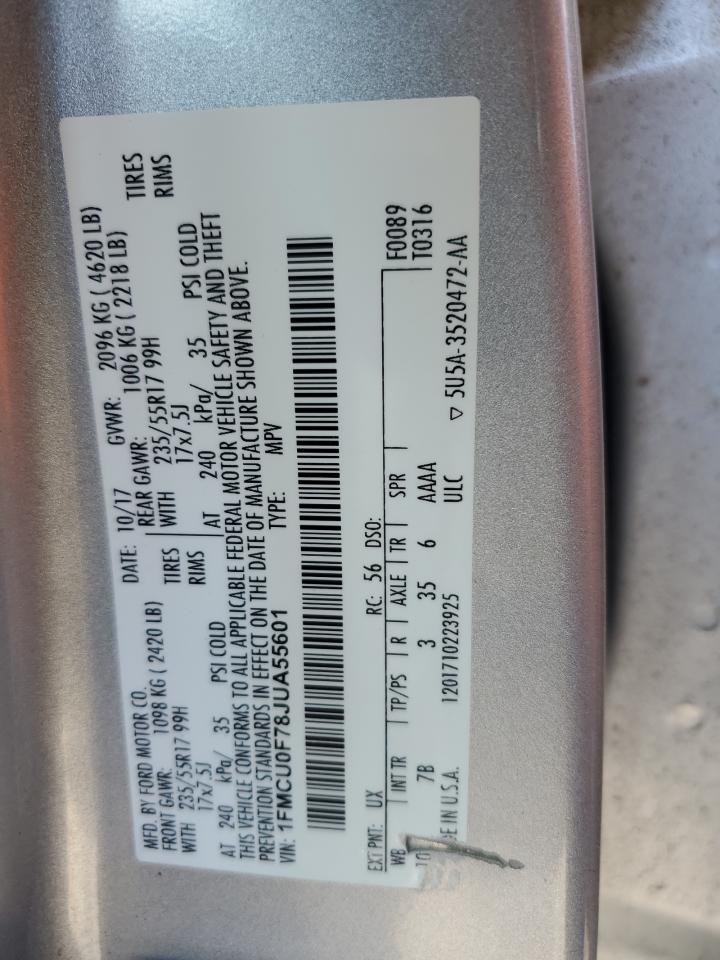 MFD. BY FORD MOTOR CO.
DATE: 10/17 GVWR: 2096 KG ( 4620 LB)
FRONT GAWR: 1098 KG ( 2420 LB) REAR GAWR: 1006 KG ( 2218 LB)
WITH 235/55R17 99H TIRES WITH 235/55R17 99H TIRES
17x7.5J RIMS 17x7.5J RIMS
AT 240 kPa/ 35 PSI COLD AT 240 kPa/ 35 PSI COLD
THIS VEHICLE CONFORMS TO ALL APPLICABLE FEDERAL MOTOR VEHICLE SAFETY AND THEFT
PREVENTION STANDARDS IN EFFECT ON THE DATE OF MANUFACTURE SHOWN ABOVE.
VIN: 1FMCU0F78JUA55601 TYPE: MPV
EXT PNT: UX RC: 56 DSO: F0089
WB INT TR TP/PS R AXLE TR SPR T0316
10 7B 3 35 6 AAAA
1201710223925 ULC ▽ 5U5A-3520472-AA
E IN U.S.A.